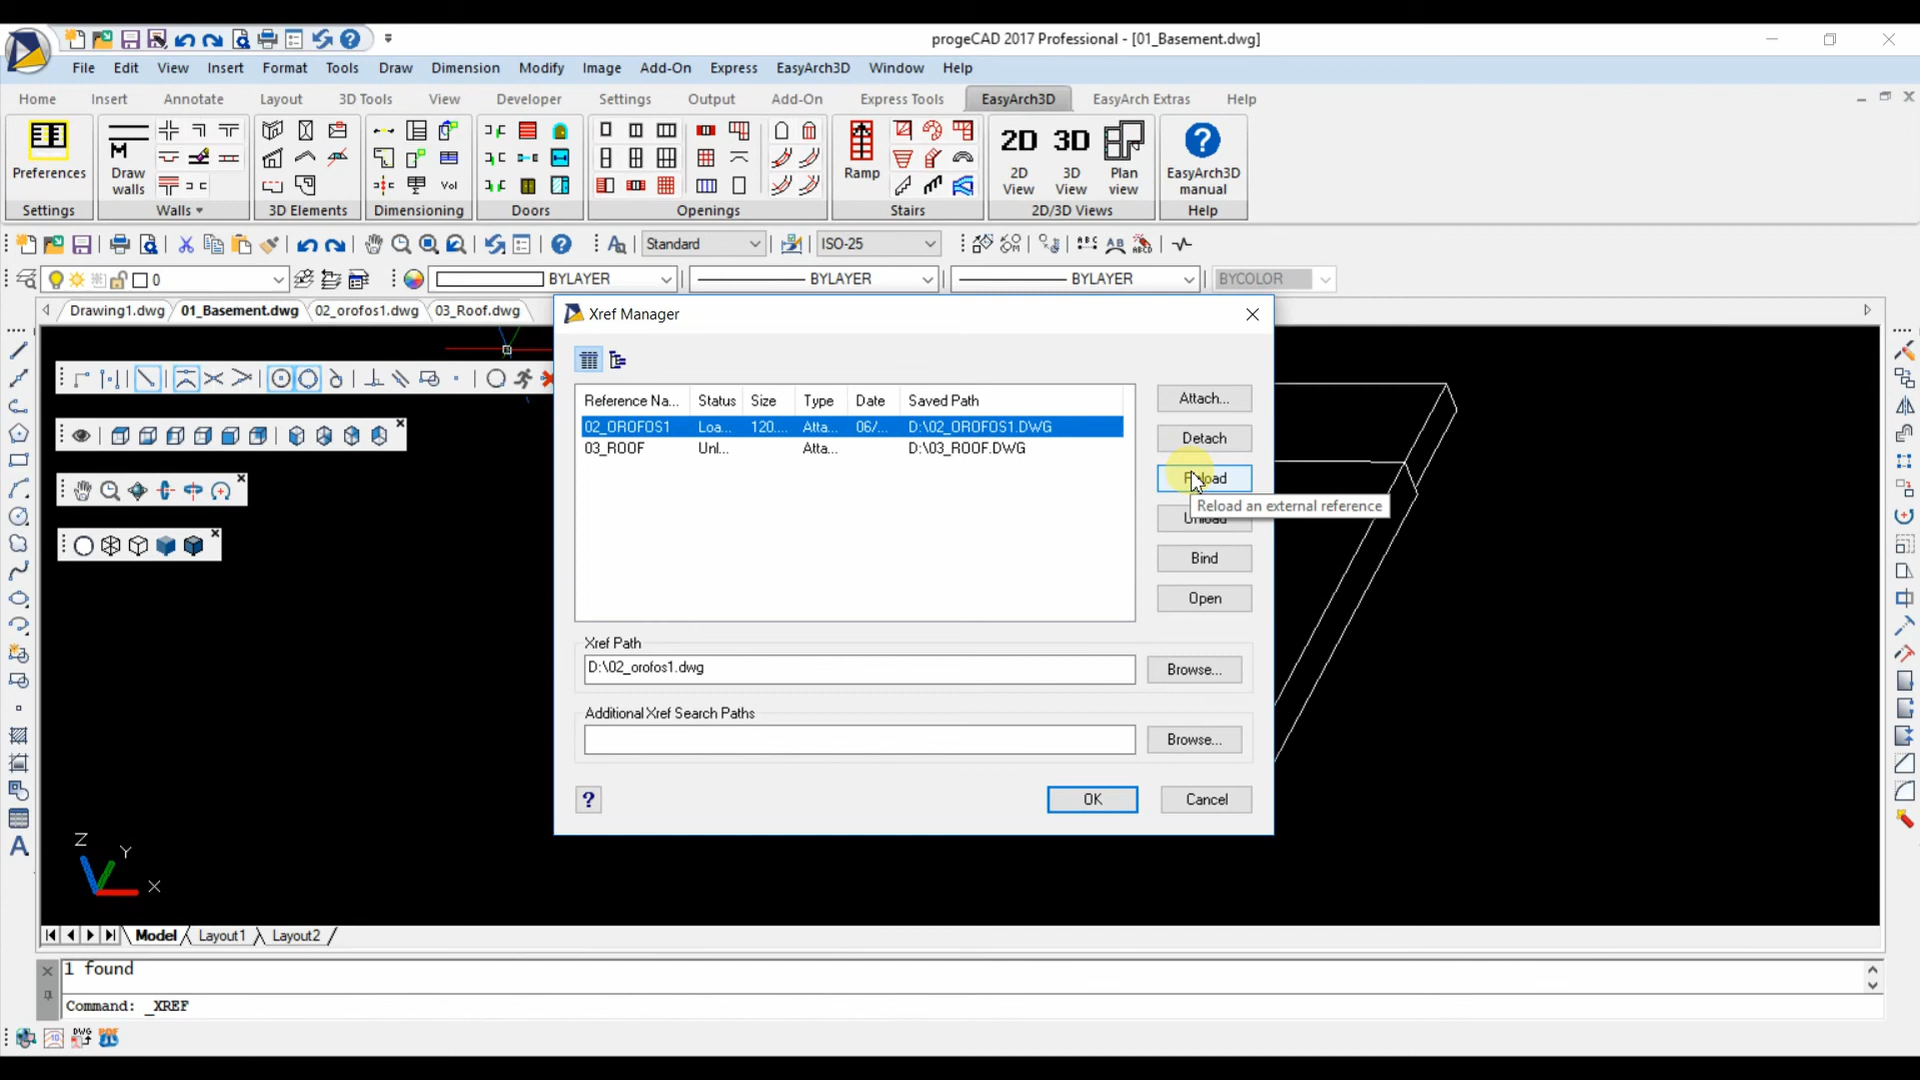 progeCAD 2017 Professional - [01_Basement.dwg]
File Edit View Insert Format Tools Draw Dimension Modify Image Add-On Express EasyArch3D Window Help
Home Insert Annotate Layout 3D Tools View Developer Settings Output Add-On Express Tools EasyArch3D EasyArch Extras Help
Preferences
Settings
M
Draw
walls
Walls
3D Elements
Vol
Dimensioning
Doors
Openings
Ramp
Stairs
2D 3D
2D
View
3D
View
Plan
view
2D/3D Views
EasyArch3D
manual
Help
Standard ISO-25
0 BYLAYER BYLAYER BYLAYER BYCOLOR
Drawing1.dwg 01_Basement.dwg 02_orofos1.dwg 03_Roof.dwg
Xref Manager
Reference Na... Status Size Type Date Saved Path
02_OROFOS1 Loa... 120.... Atta... 06/... D:\02_OROFOS1.DWG
03_ROOF Unl... Atta... D:\03_ROOF.DWG
Attach...
Detach
Reload
Reload an external reference
Unload
Bind
Open
Xref Path
D:\02_orofos1.dwg
Browse...
Additional Xref Search Paths
Browse...
? OK Cancel
Z
Y
X
Model Layout1 Layout2
1 found
Command: _XREF
DWG PDF